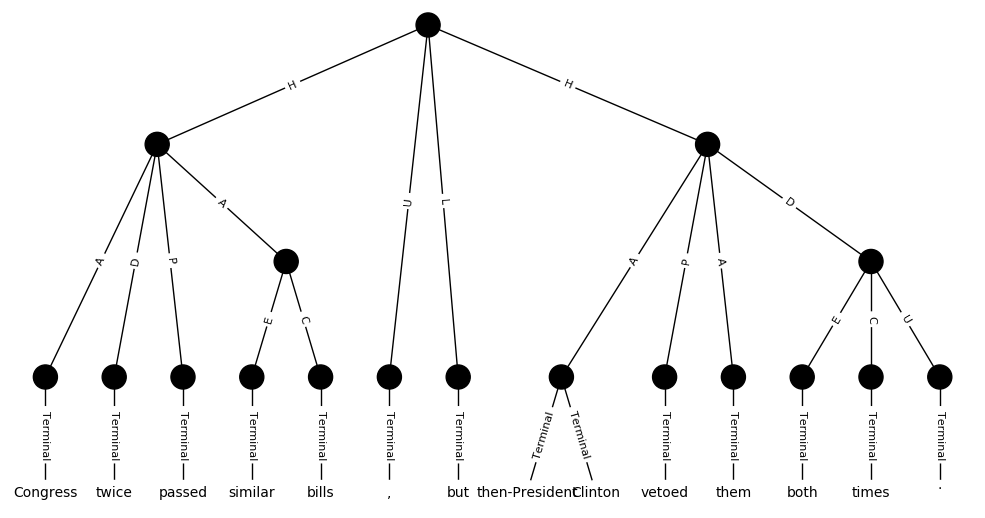 H H
U L
A D
A D P A P A
E C E C U
Terminal Terminal Terminal Terminal Terminal Terminal Terminal Terminal Terminal Terminal Terminal Terminal Terminal Terminal
Congress twice passed similar bills , but then-President Clinton vetoed them both times .